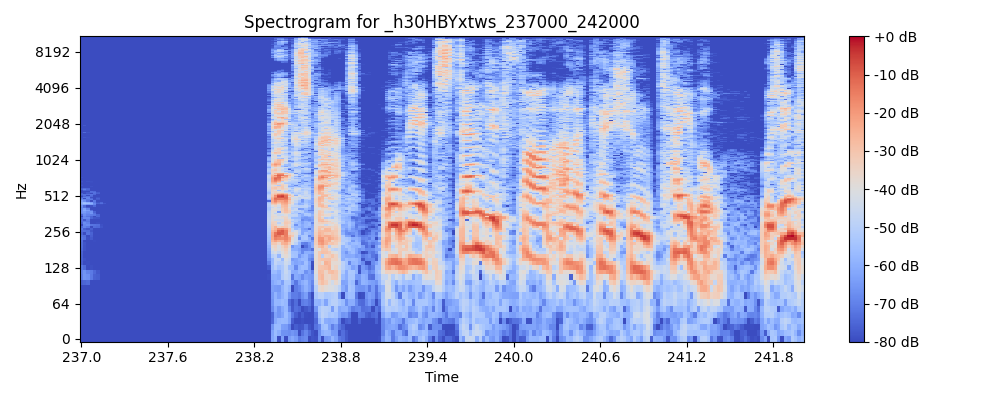 Spectrogram for _h30HBYxtws_237000_242000
8192
4096
2048
1024
512
256
128
64
0
Hz
237.0 237.6 238.2 238.8 239.4 240.0 240.6 241.2 241.8
Time
+0 dB
-10 dB
-20 dB
-30 dB
-40 dB
-50 dB
-60 dB
-70 dB
-80 dB